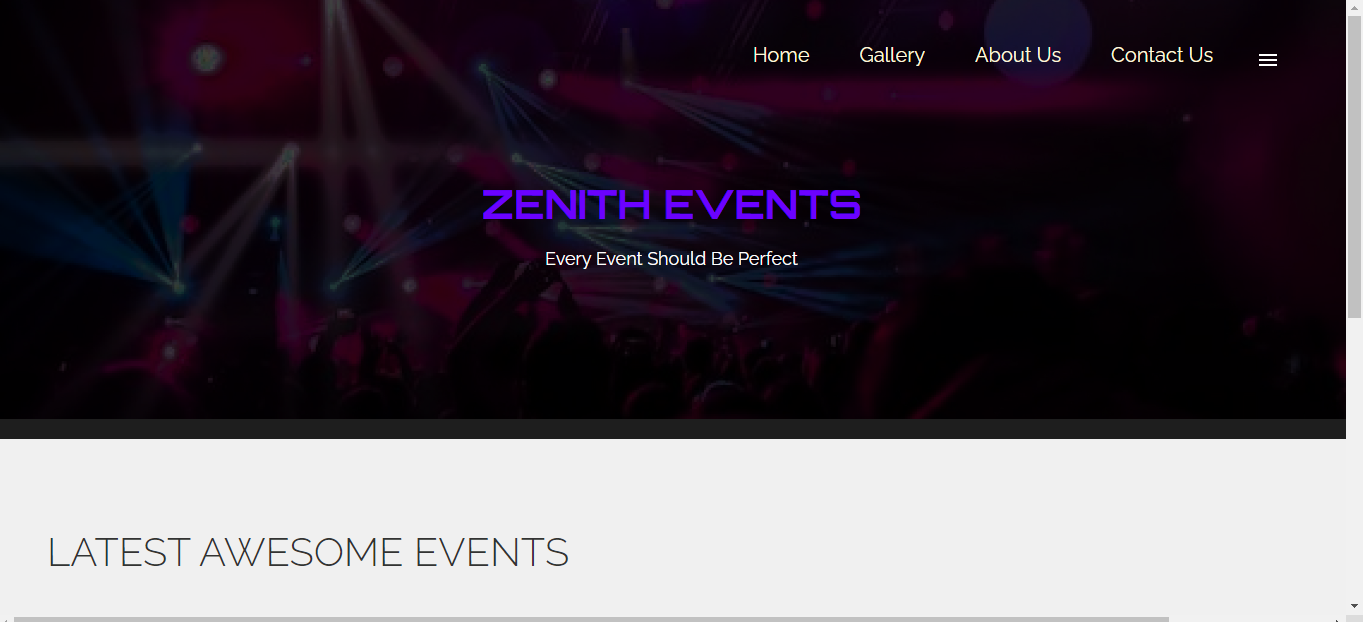 Home Gallery About Us Contact Us
ZENITH EVENTS
Every Event Should Be Perfect
LATEST AWESOME EVENTS